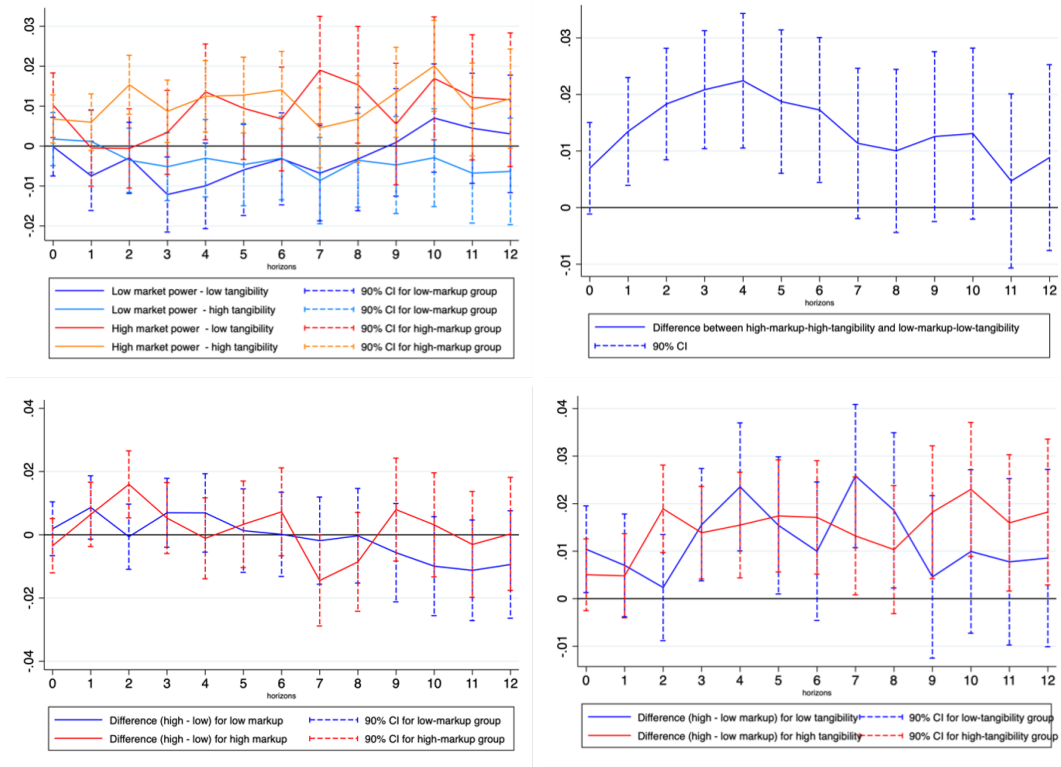 .03
.02
.01
0
-.01
-.02
0 1 2 3 4 5 6 7 8 9 10 11 12
horizons
Low market power - low tangibility 90% CI for low-markup group
Low market power - high tangibility 90% CI for low-markup group
High market power - low tangibility 90% CI for high-markup group
High market power - high tangibility 90% CI for high-markup group
.03
.02
.01
0
-.01
0 1 2 3 4 5 6 7 8 9 10 11 12
horizons
Difference between high-markup-high-tangibility and low-markup-low-tangibility
90% CI
.04
.02
0
-.02
-.04
0 1 2 3 4 5 6 7 8 9 10 11 12
horizons
Difference (high - low) for low markup 90% CI for low-markup group
Difference (high - low) for high markup 90% CI for high-markup group
.04
.03
.02
.01
0
-.01
0 1 2 3 4 5 6 7 8 9 10 11 12
horizons
Difference (high - low markup) for low tangibility 90% CI for low-tangibility group
Difference (high - low markup) for high tangibility 90% CI for high-tangibility group